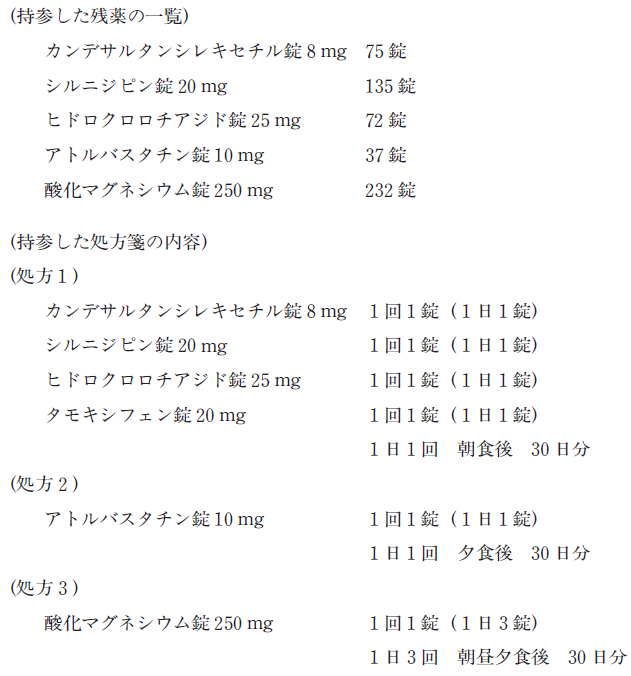 (持参した残薬の一覧)
カンデサルタンシレキセチル錠 8 mg 75 錠
シルニジピン錠 20 mg 135 錠
ヒドロクロロチアジド錠 25 mg 72 錠
アトルバスタチン錠 10 mg 37 錠
酸化マグネシウム錠 250 mg 232 錠
(持参した処方箋の内容)
(処方1)
カンデサルタンシレキセチル錠 8 mg 1回1錠 (1日1錠)
シルニジピン錠 20 mg 1回1錠 (1日1錠)
ヒドロクロロチアジド錠 25 mg 1回1錠 (1日1錠)
タモキシフェン錠 20 mg 1回1錠 (1日1錠)
1日1回 朝食後 30 日分
(処方2)
アトルバスタチン錠 10 mg 1回1錠 (1日1錠)
1日1回 夕食後 30 日分
(処方3)
酸化マグネシウム錠 250 mg 1回1錠 (1日3錠)
1日3回 朝昼夕食後 30 日分